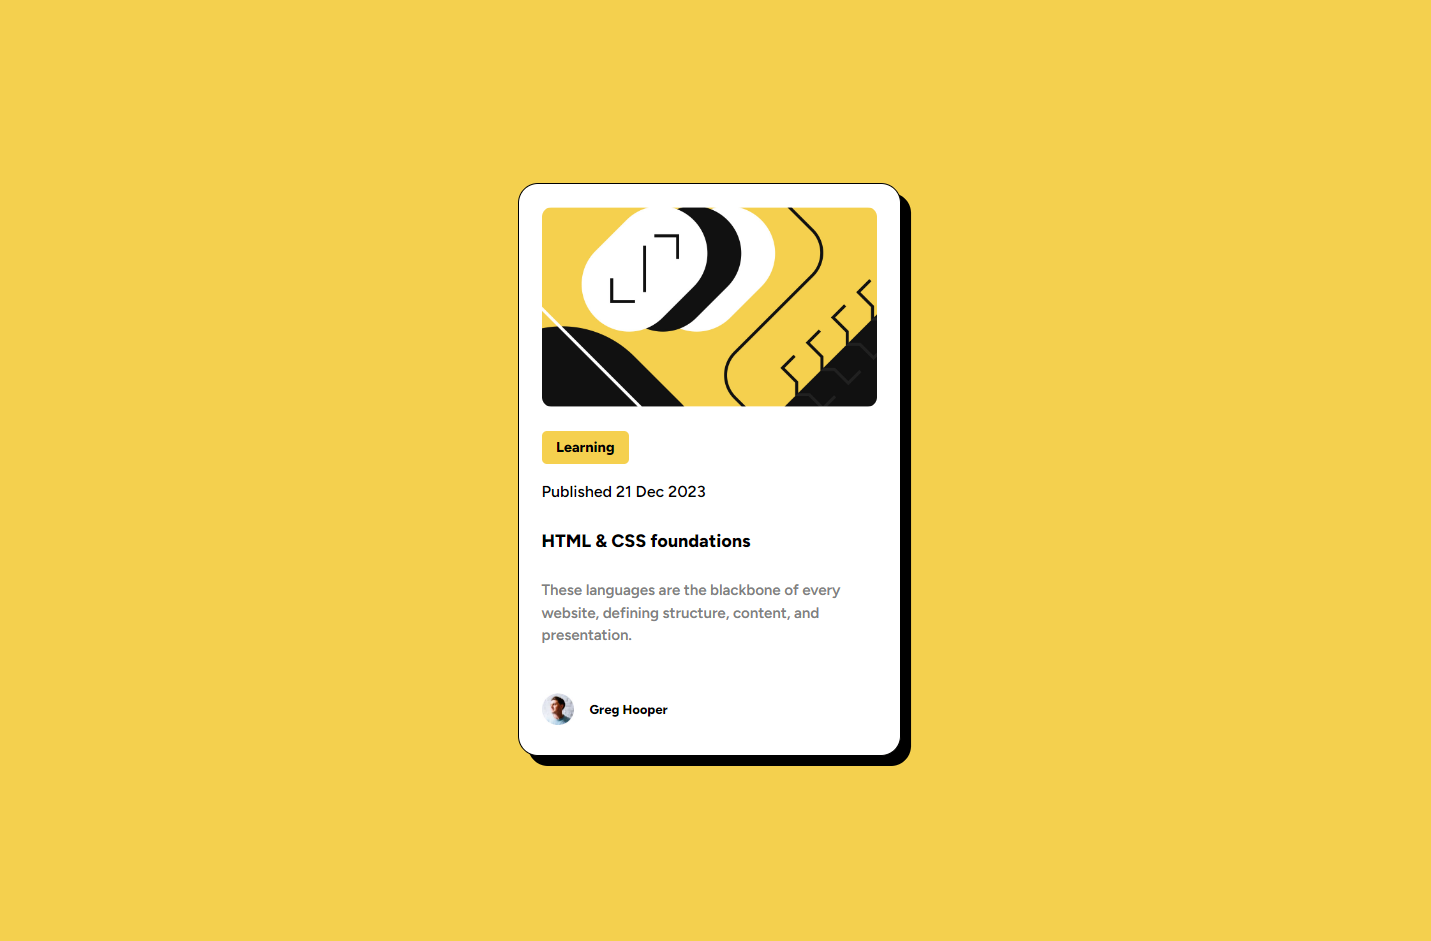 Learning
Published 21 Dec 2023
HTML & CSS foundations
These languages are the blackbone of every
website, defining structure, content, and
presentation.
Greg Hooper